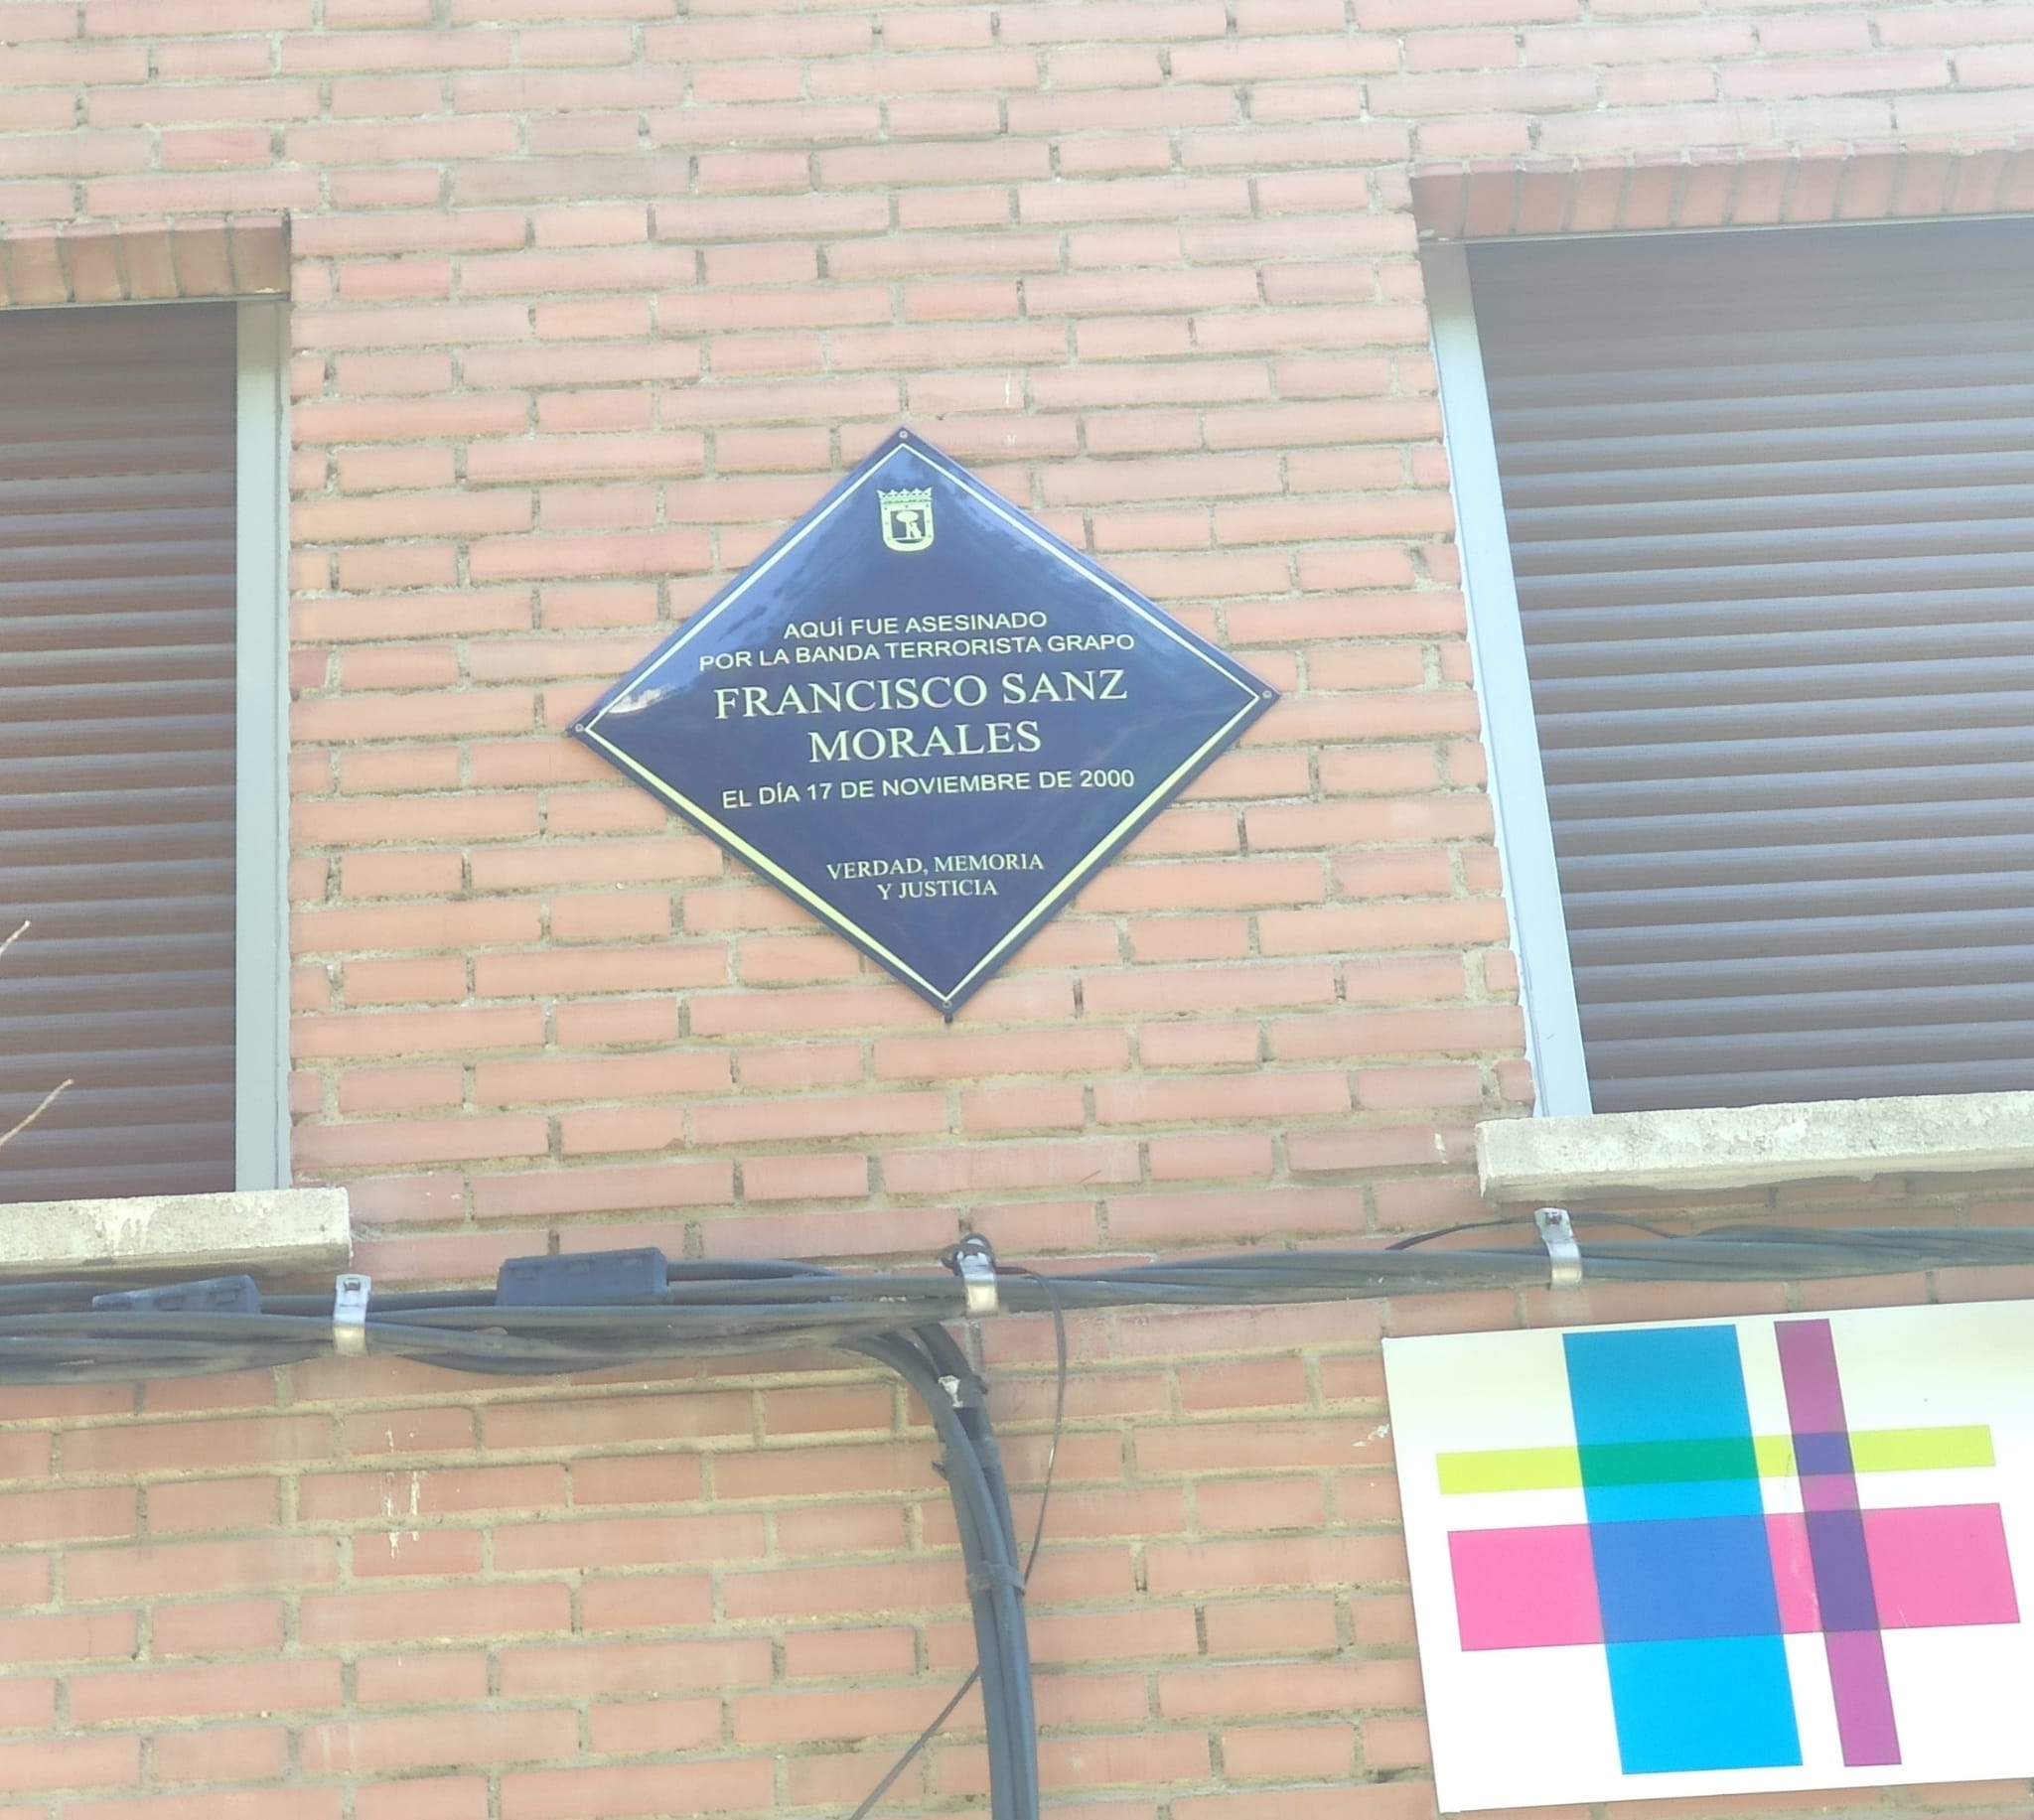 AQUÍ FUE ASESINADO
POR LA BANDA TERRORISTA GRAPO
FRANCISCO SANZ
MORALES
EL DÍA 17 DE NOVIEMBRE DE 2000
VERDAD, MEMORIA
Y JUSTICIA